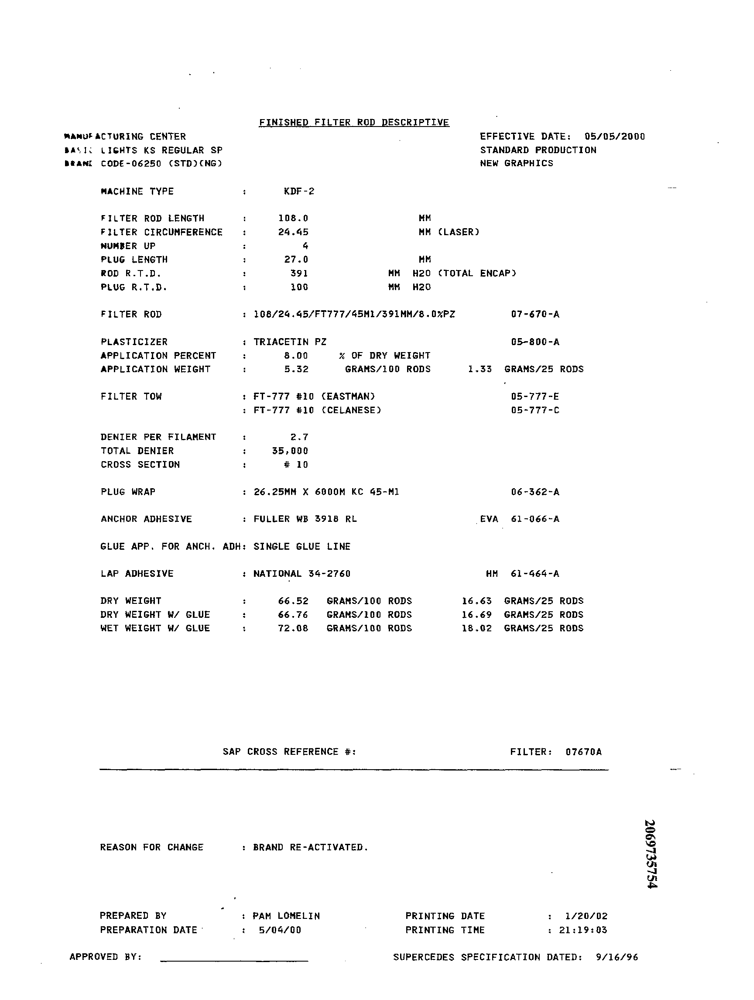 FINISHED FILTER ROD DESCRIPTIVE
MANUFACTURING CENTER EFFECTIVE DATE: 05/05/2000
BASIC LIGHTS KS REGULAR SP STANDARD PRODUCTION
BRAND CODE-06250 (STD)(NG) NEW GRAPHICS
MACHINE TYPE : KDF-2
FILTER ROD LENGTH : 108.0 MM
FILTER CIRCUMFERENCE : 24.45 MM (LASER)
NUMBER UP : 4
PLUG LENGTH : 27.0 MM
ROD R.T.D. : 391 MM H2O (TOTAL ENCAP)
PLUG R.T.D. : 100 MM H2O
FILTER ROD : 108/24.45/FT777/45M1/391MM/8.0%PZ 07-670-A
PLASTICIZER : TRIACETIN PZ 05-800-A
APPLICATION PERCENT : 8.00 % OF DRY WEIGHT
APPLICATION WEIGHT : 5.32 GRAMS/100 RODS 1.33 GRAMS/25 RODS
FILTER TOW : FT-777 #10 (EASTMAN) 05-777-E
: FT-777 #10 (CELANESE) 05-777-C
DENIER PER FILAMENT : 2.7
TOTAL DENIER : 35,000
CROSS SECTION : # 10
PLUG WRAP : 26.25MM X 6000M KC 45-M1 06-362-A
ANCHOR ADHESIVE : FULLER WB 3918 RL EVA 61-066-A
GLUE APP. FOR ANCH. ADH: SINGLE GLUE LINE
LAP ADHESIVE : NATIONAL 34-2760 HM 61-464-A
DRY WEIGHT : 66.52 GRAMS/100 RODS 16.63 GRAMS/25 RODS
DRY WEIGHT W/ GLUE : 66.76 GRAMS/100 RODS 16.69 GRAMS/25 RODS
WET WEIGHT W/ GLUE : 72.08 GRAMS/100 RODS 18.02 GRAMS/25 RODS
SAP CROSS REFERENCE #: FILTER: 07670A
REASON FOR CHANGE : BRAND RE-ACTIVATED.
2069735754
PREPARED BY : PAM LOMELIN PRINTING DATE : 1/20/02
PREPARATION DATE : 5/04/00 PRINTING TIME : 21:19:03
APPROVED BY: SUPERCEDES SPECIFICATION DATED: 9/16/96